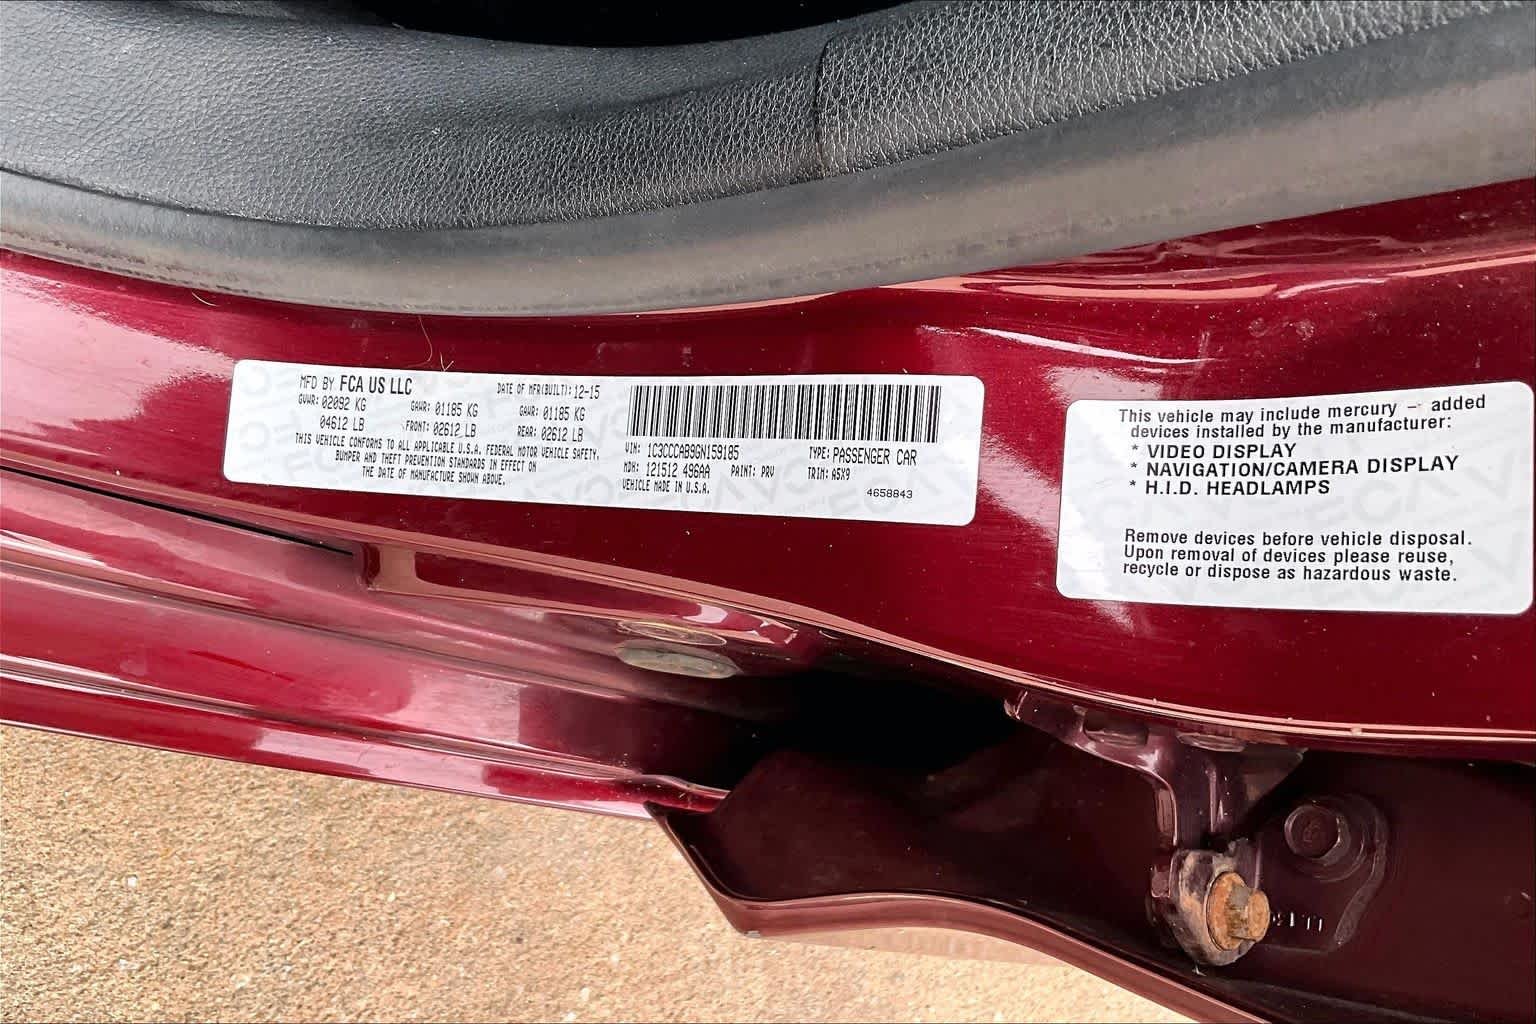 MFD BY FCA US LLC
DATE OF MFR(BUILT): 12-15
GVWR: 02092 KG
GAWR: 01185 KG
GAWR: 01185 KG
04612 LB
FRONT: 02612 LB
REAR: 02612 LB
THIS VEHICLE CONFORMS TO ALL APPLICABLE U.S.A. FEDERAL MOTOR VEHICLE SAFETY,
BUMPER AND THEFT PREVENTION STANDARDS IN EFFECT ON
THE DATE OF MANUFACTURE SHOWN ABOVE.
VIN: 1C3CCCAB9GN159185
TYPE: PASSENGER CAR
MDH: 121512 496AA
PAINT: PRV
TRIM: A5X9
VEHICLE MADE IN U.S.A.
4658843
This vehicle may include mercury - added
devices installed by the manufacturer:
* VIDEO DISPLAY
* NAVIGATION/CAMERA DISPLAY
* H.I.D. HEADLAMPS
Remove devices before vehicle disposal.
Upon removal of devices please reuse,
recycle or dispose as hazardous waste.